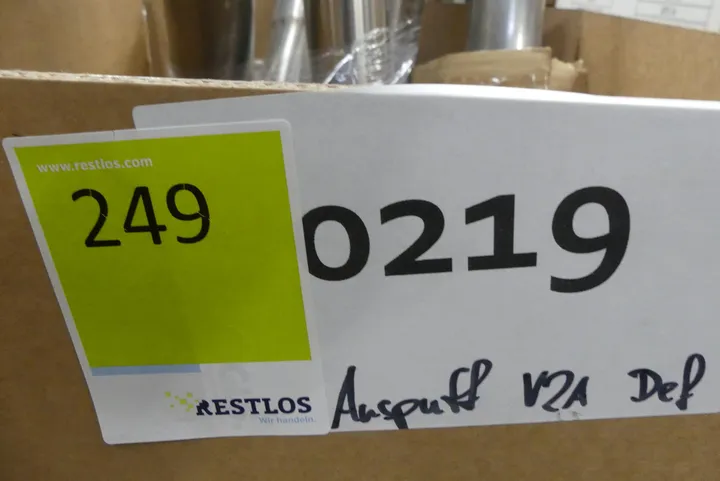 www.restlos.com
249
RESTLOS
Wir handeln.
0219
Auspuff V2A Def